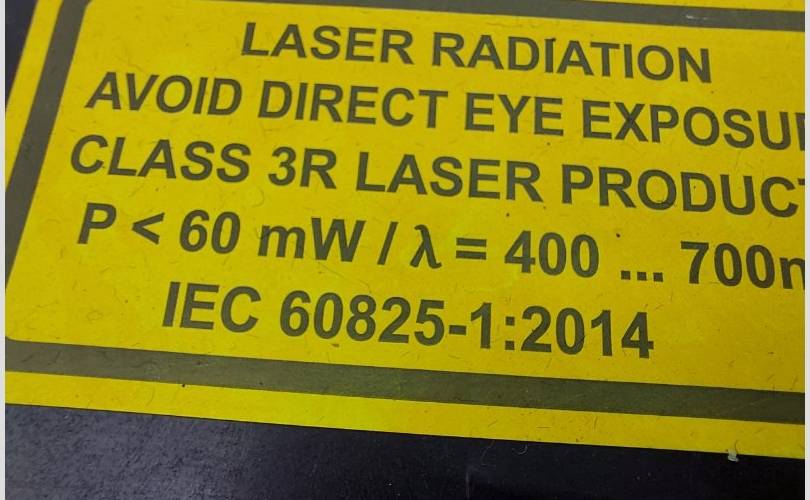 LASER RADIATION
AVOID DIRECT EYE EXPOSU
CLASS 3R LASER PRODUCT
P < 60 mW / λ = 400 ... 700n
IEC 60825-1:2014